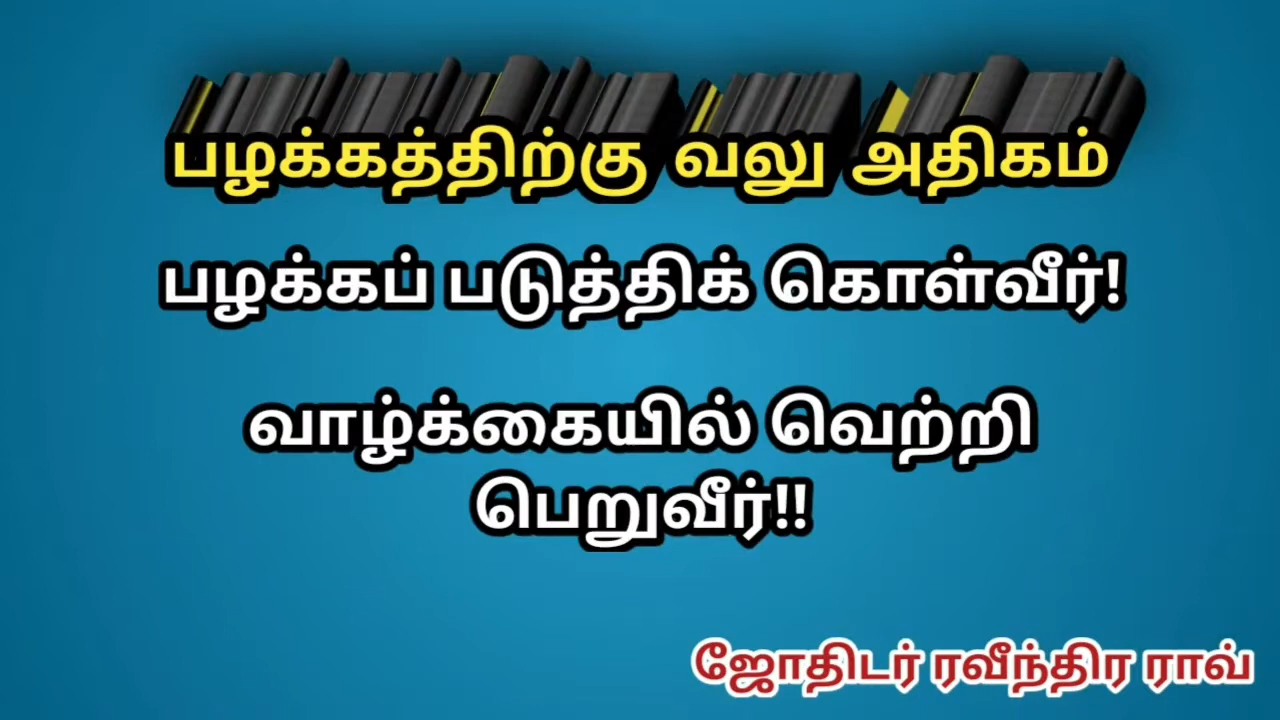 பழக்கத்திற்கு வலு அதிகம்
பழக்கப் படுத்திக் கொள்வீர்!
வாழ்க்கையில் வெற்றி
பெறுவீர்!!
ஜோதிடர் ரவீந்திர ராவ்